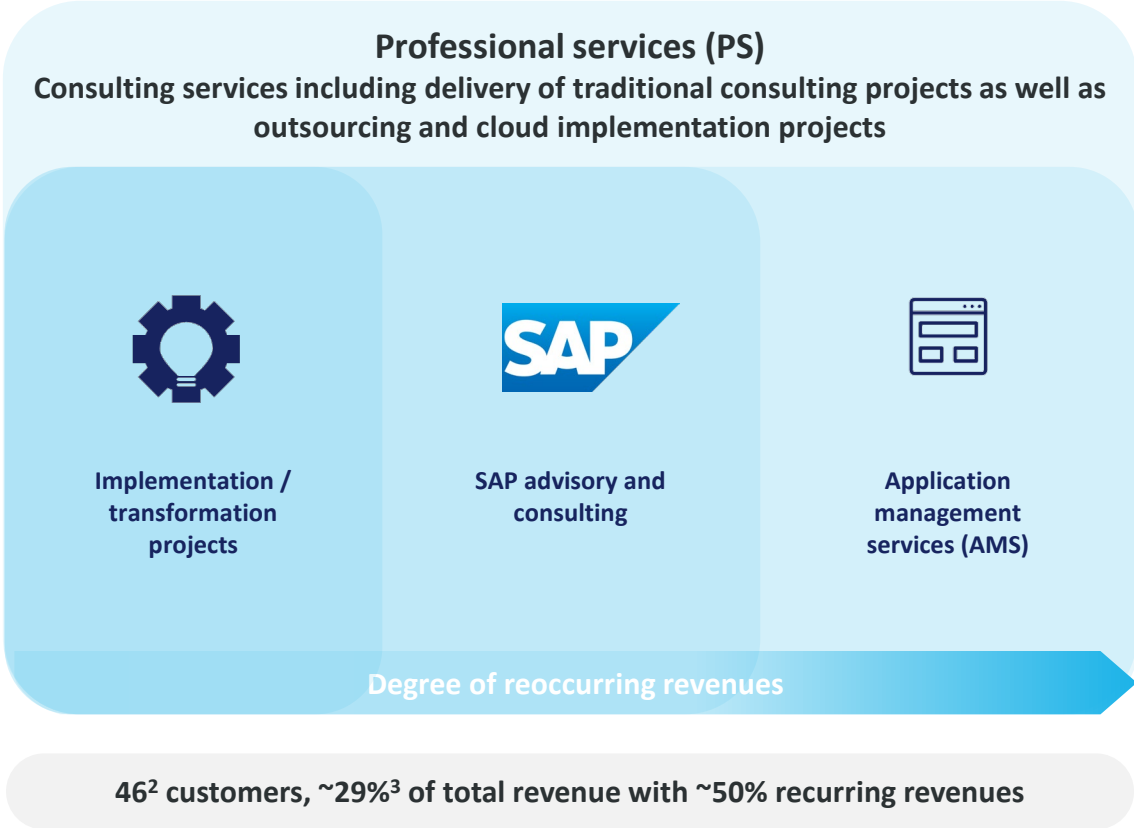 Professional services (PS)
Consulting services including delivery of traditional consulting projects as well as
outsourcing and cloud implementation projects
SAP
Implementation /
transformation
projects
SAP advisory and
consulting
Application
management
services (AMS)
Degree of reoccurring revenues
46² customers, ~29%³ of total revenue with ~50% recurring revenues